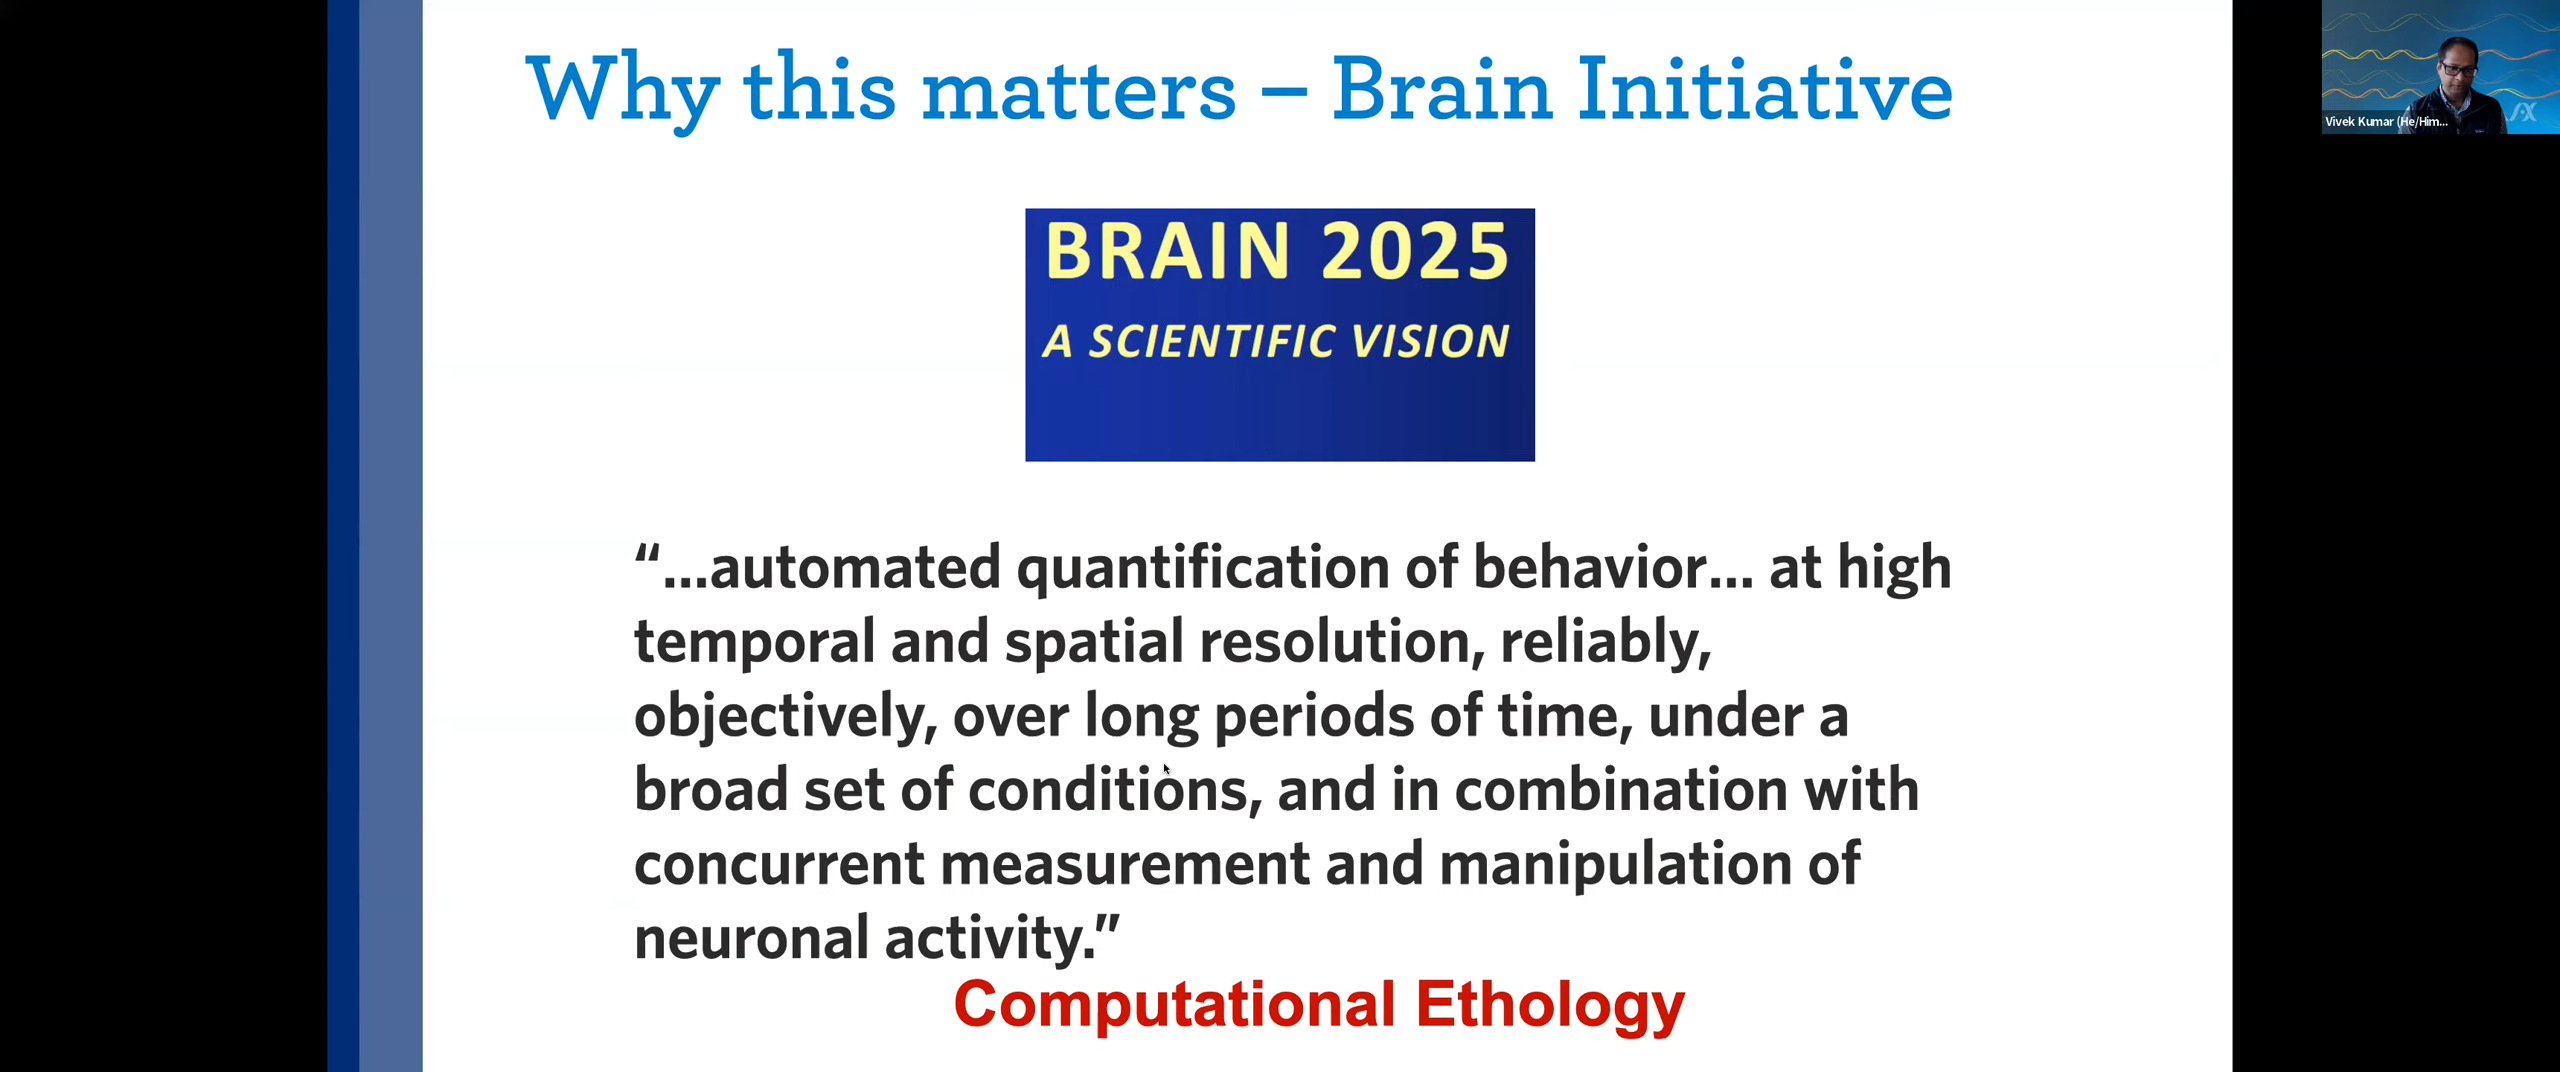 Why this matters – Brain Initiative
Vivek Kumar (He/Him...
BRAIN 2025
A SCIENTIFIC VISION
“...automated quantification of behavior... at high
temporal and spatial resolution, reliably,
objectively, over long periods of time, under a
broad set of conditions, and in combination with
concurrent measurement and manipulation of
neuronal activity.”
Computational Ethology